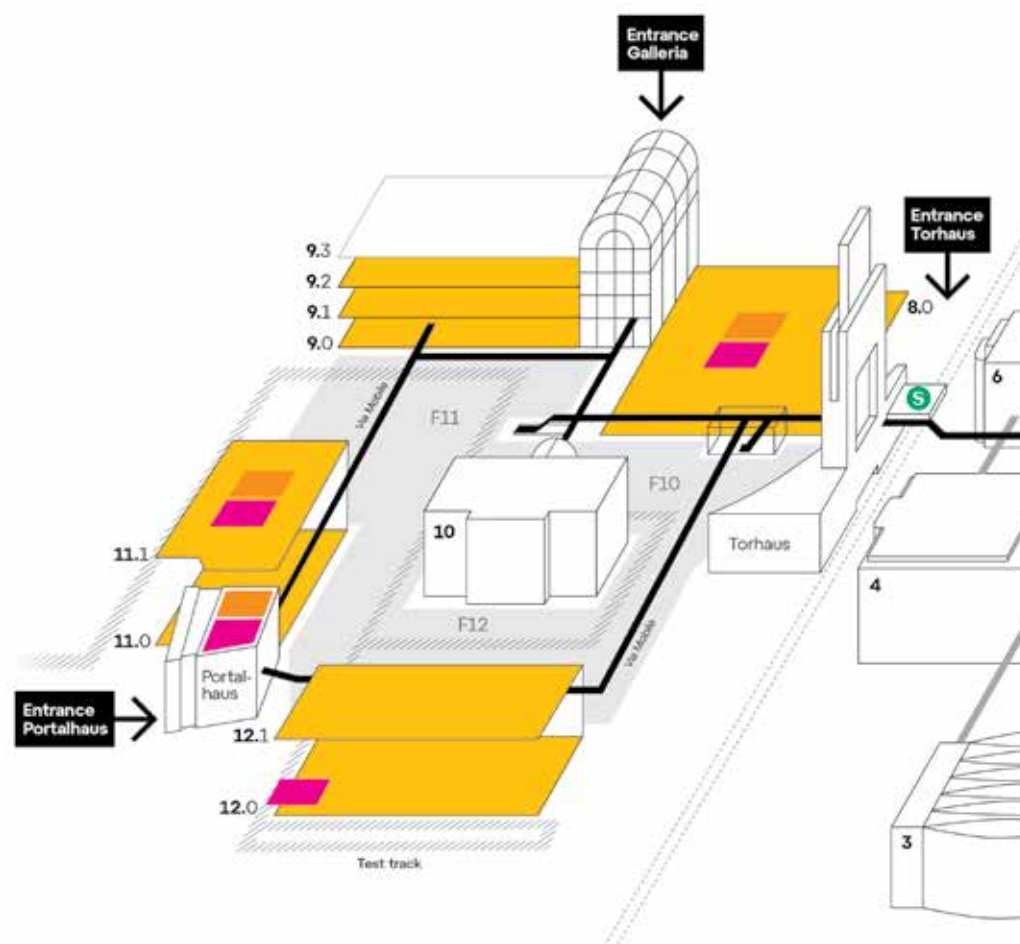 Entrance
Galleria
Entrance
Torhaus
9.3
9.2
9.1
9.0
8.0
S
6
Via Mobile
F11
F10
10
11.1
Torhaus
4
F12
11.0
Via Mobile
Portal-
haus
Entrance
Portalhaus
12.1
12.0
3
Test track